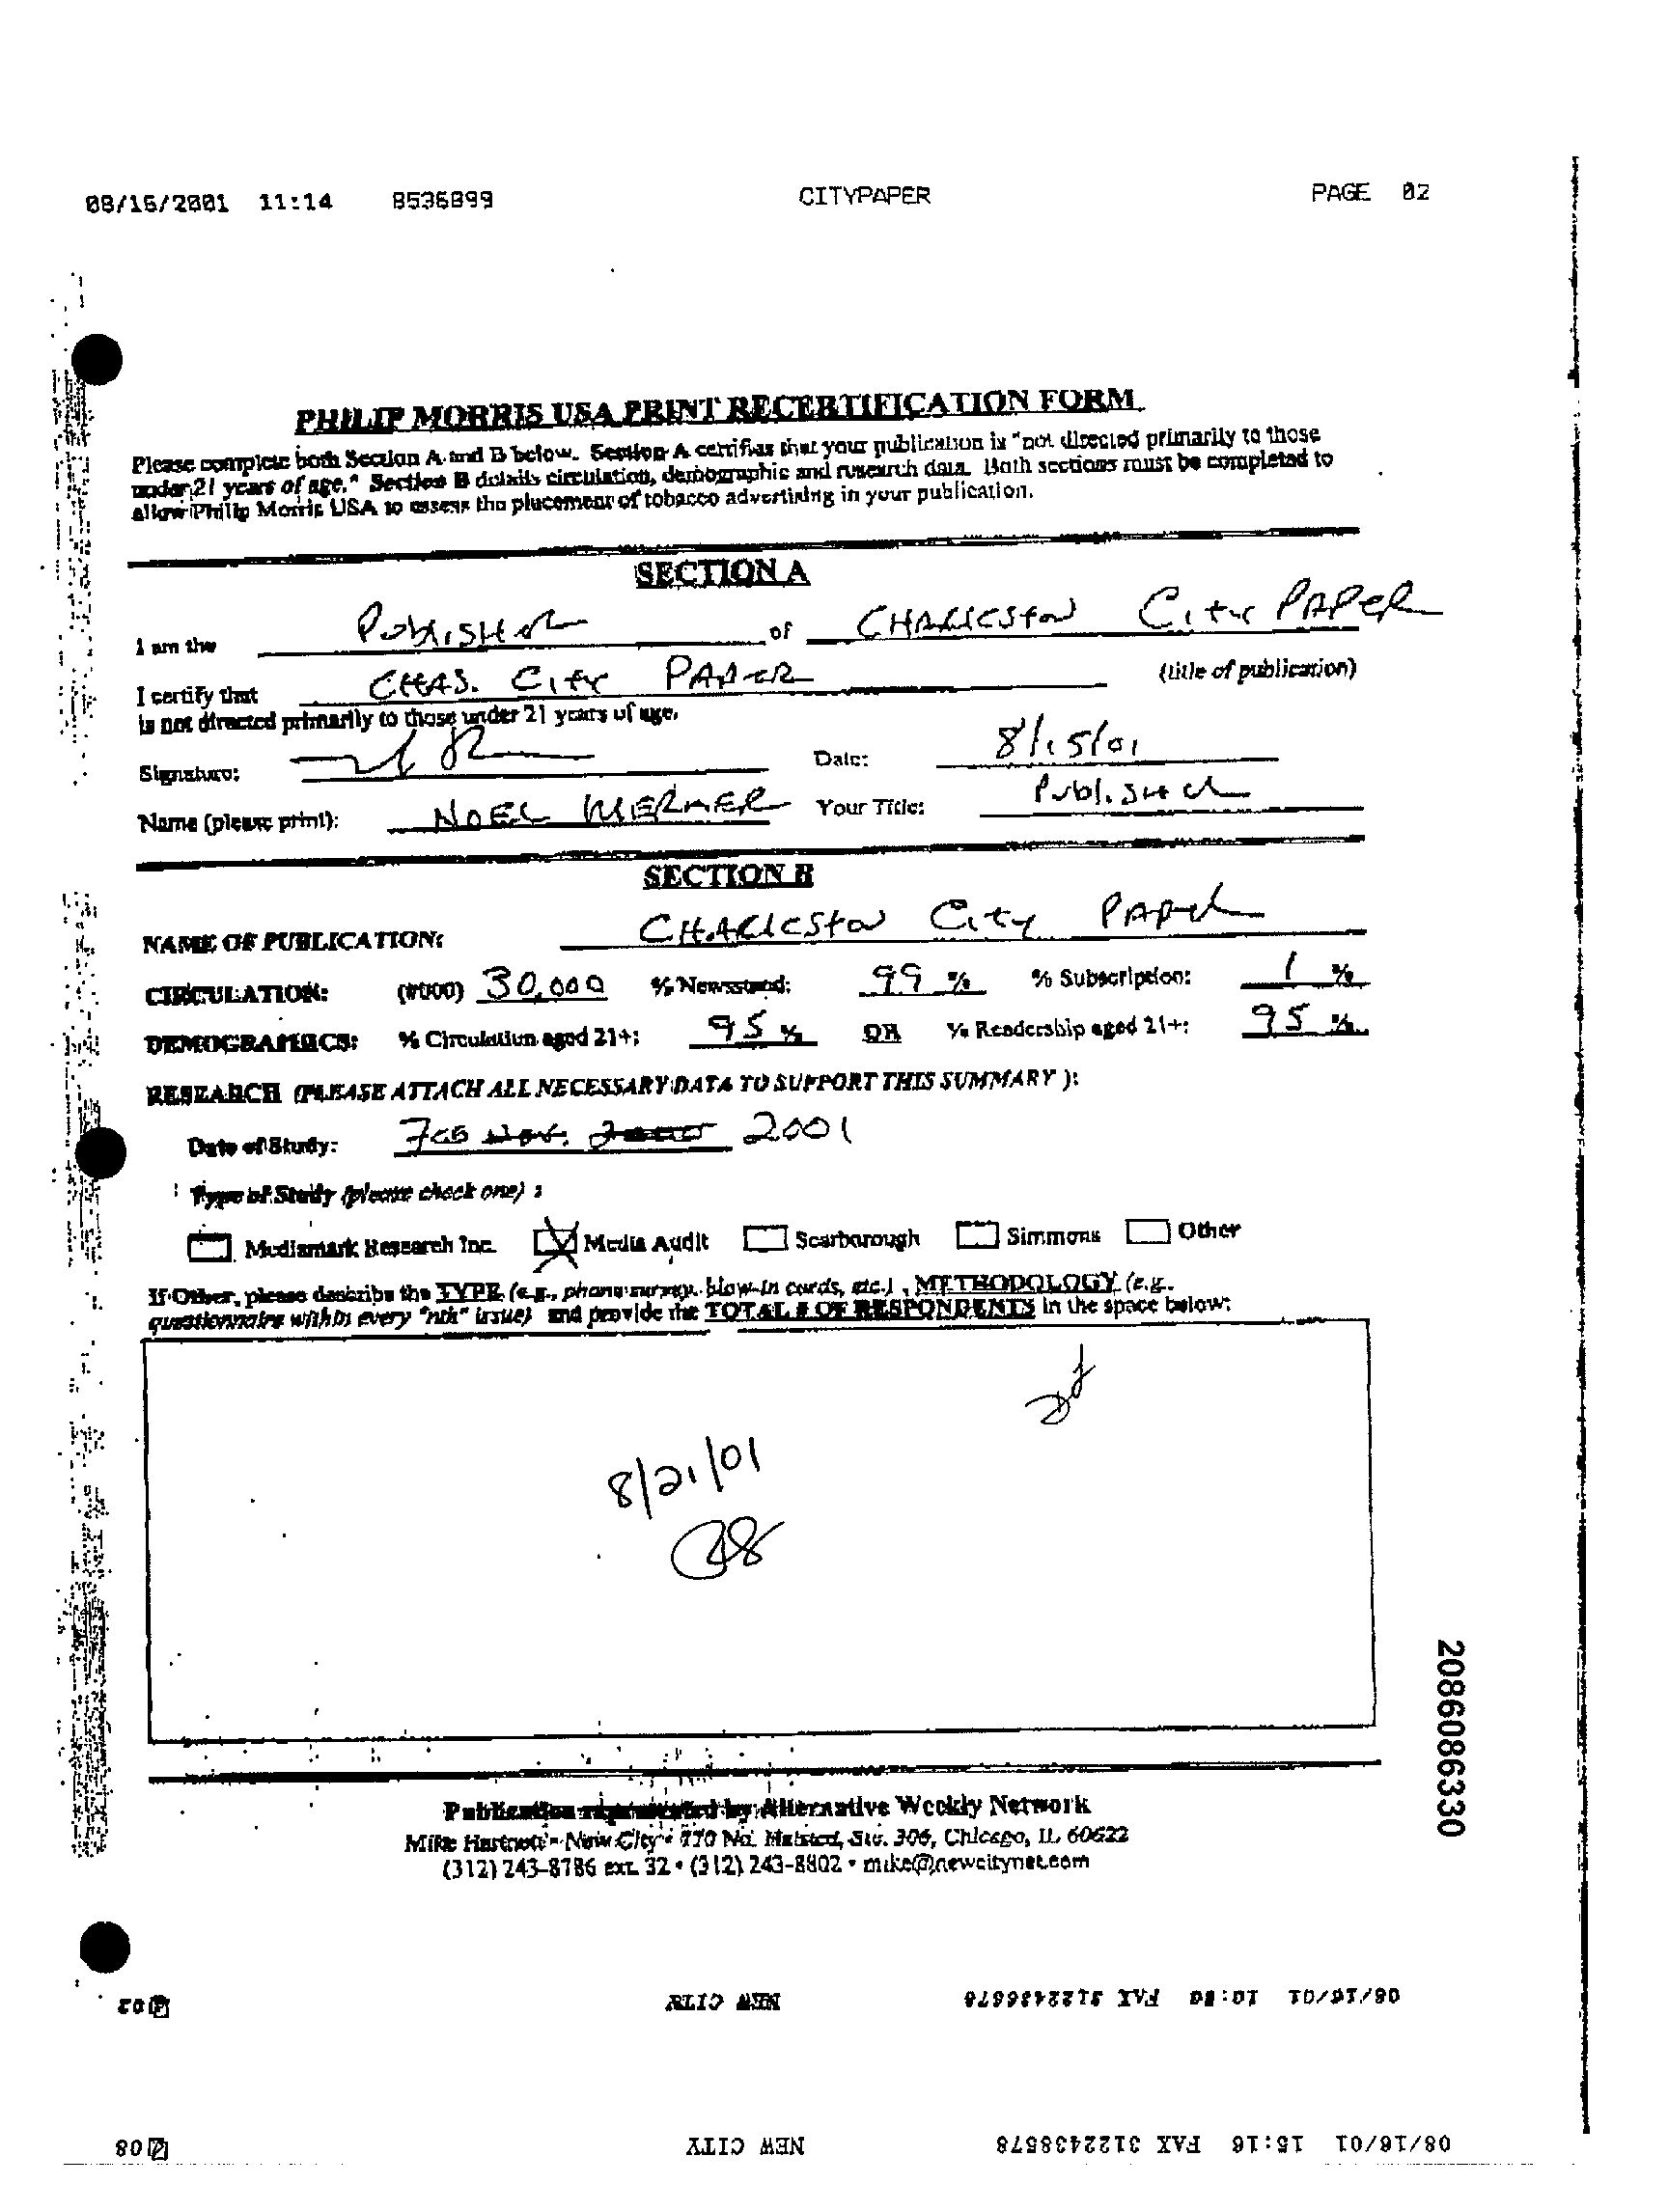 08/16/2001 11:14 8536899 CITYPAPER PAGE 02
PHILIP MORRIS USA PRINT RECERTIFICATION FORM
Please complete both Section A and B below. Section A certifies that your publication is "not directed primarily to those
under 21 years of age." Section B details circulation, demographic and research data. Both sections must be completed to
allow Philip Morris USA to assess the placement of tobacco advertising in your publication.
SECTION A
I am the Publisher of CHARLESTON City PAPER
(title of publication)
I certify that CHAS. City PAPER
is not directed primarily to those under 21 years of age.
Signature: Date: 8/15/01
Name (please print): NOEL MERMER Your Title: Publisher
SECTION B
NAME OF PUBLICATION: CHARLESTON City PAPER
CIRCULATION: (#000) 30,000 % Newsstand: 99 % % Subscription: 1 %
DEMOGRAPHICS: % Circulation aged 21+: 95 % OR % Readership aged 21+: 95 %
RESEARCH (PLEASE ATTACH ALL NECESSARY DATA TO SUPPORT THIS SUMMARY ):
Date of Study: 2001
Type of Study (please check one) :
Mediamark Research Inc. Media Audit Scarborough Simmons Other
If Other, please describe the TYPE (e.g., phone survey, blow-in cards, etc.) , METHODOLOGY (e.g.
questionnaire within every "nth" issue) and provide the TOTAL # OF RESPONDENTS in the space below:
8/21/01
2086086330
Publication represented by Alternative Weekly Network
Mike Hartnett • New City • 770 No. Halsted, Ste. 306, Chicago, IL 60622
(312) 243-8786 ext. 32 • (312) 243-8802 • mike@newcitynet.com
08/16/01 10:20 FAX 3122438578 NEW CITY 02
08/16/01 15:16 FAX 3122438578 NEW CITY 08